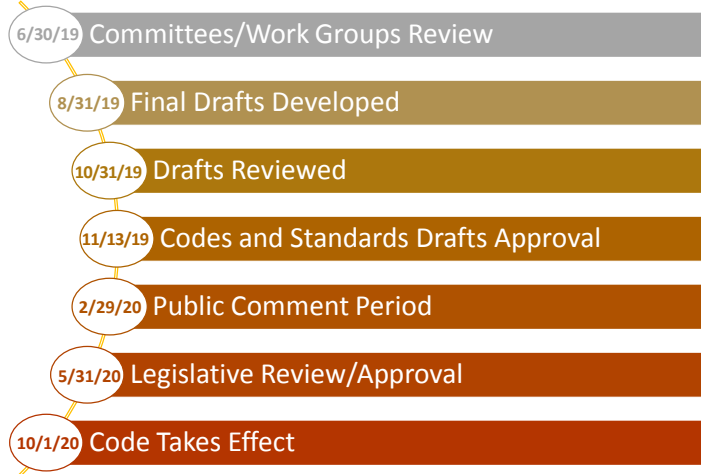 6/30/19 Committees/Work Groups Review
8/31/19 Final Drafts Developed
10/31/19 Drafts Reviewed
11/13/19 Codes and Standards Drafts Approval
2/29/20 Public Comment Period
5/31/20 Legislative Review/Approval
10/1/20 Code Takes Effect